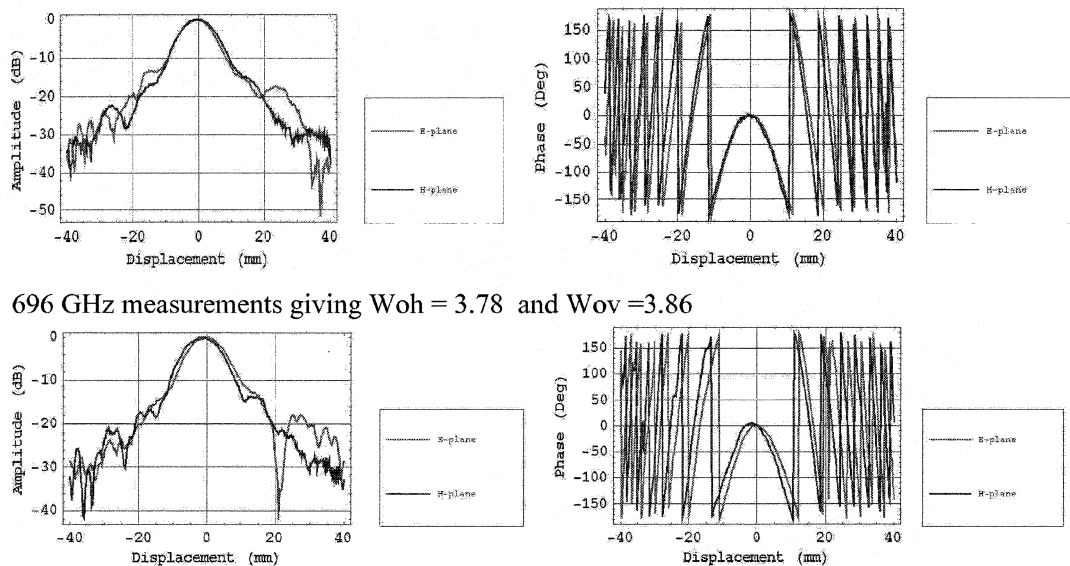 0
-10
-20
-30
-40
-50
Amplitude (dB)
-40 -20 0 20 40
Displacement (mm)
E-plane
H-plane
150
100
50
0
-50
-100
-150
Phase (Deg)
-40 -20 0 20 40
Displacement (mm)
E-plane
H-plane
696 GHz measurements giving Woh = 3.78 and Wov =3.86
0
-10
-20
-30
-40
Amplitude (dB)
-40 -20 0 20 40
Displacement (mm)
E-plane
H-plane
150
100
50
0
-50
-100
-150
Phase (Deg)
-40 -20 0 20 40
Displacement (mm)
E-plane
H-plane